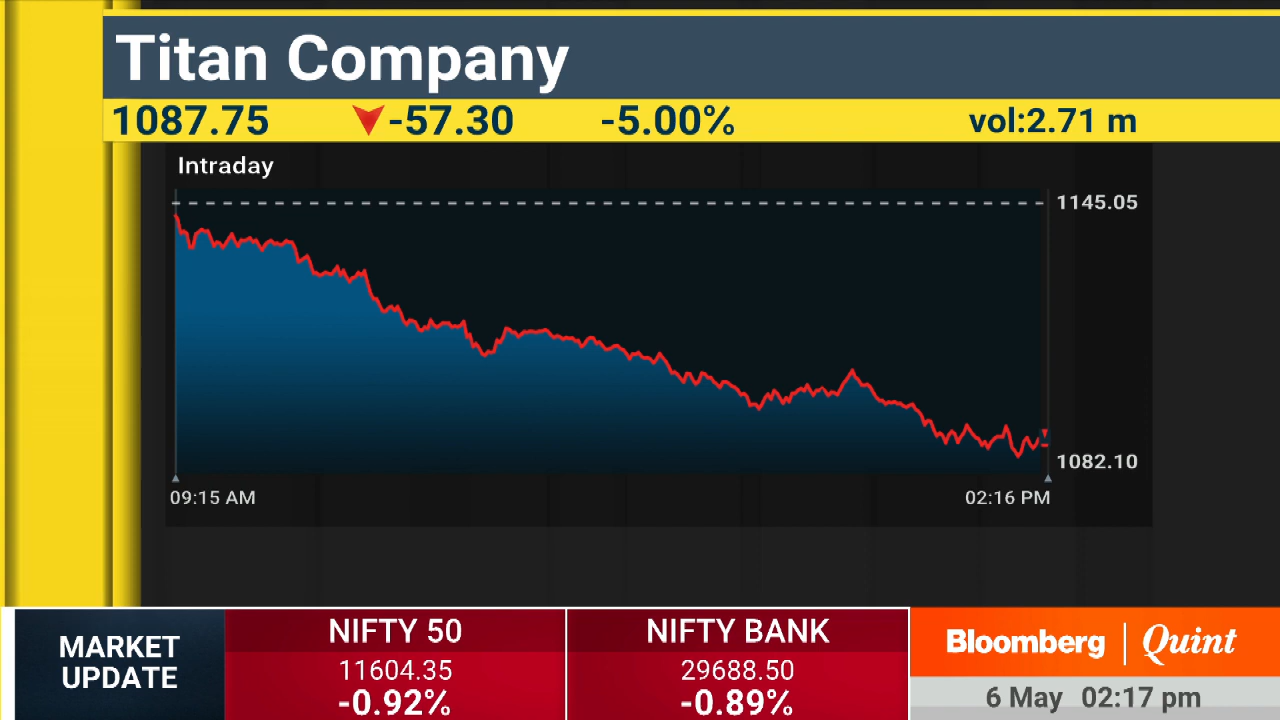 Titan Company
1087.75 -57.30 -5.00% vol:2.71 m
Intraday
1145.05
1082.10
09:15 AM 02:16 PM
MARKET
UPDATE
NIFTY 50
11604.35
-0.92%
NIFTY BANK
29688.50
-0.89%
Bloomberg | Quint
6 May 02:17 pm